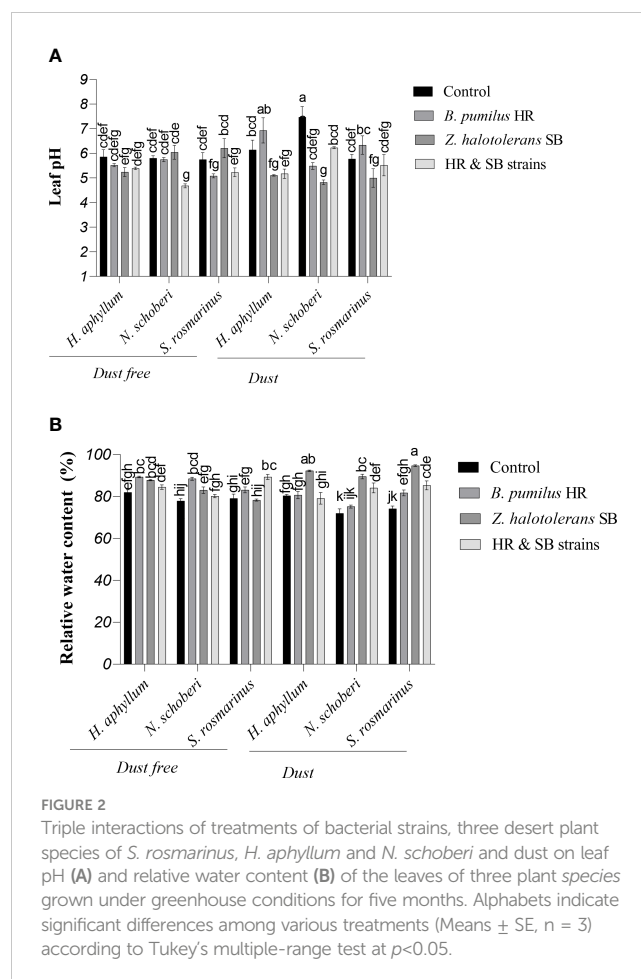 A
9
8
7
6
5
4
3
2
1
Leaf pH
cdef
cdefg
efg
defg
cdef
cdef
cde
g
cdef
fg
bcd
efg
bcd
ab
fg
efg
a
cdefg
g
bcd
cdef
bc
fg
cdefg
Control
B. pumilus HR
Z. halotolerans SB
HR & SB strains
H. aphyllum
N. schoberi
S. rosmarinus
H. aphyllum
N. schoberi
S. rosmarinus
Dust free
Dust
B
100
80
60
40
20
0
Relative water content (%)
efgh
bc
bcd
def
hij
bcd
efg
fgh
ghi
efg
hij
bc
fgh
fgh
ab
ghi
k
ijk
bc
def
jk
efgh
a
cde
Control
B. pumilus HR
Z. halotolerans SB
HR & SB strains
H. aphyllum
N. schoberi
S. rosmarinus
H. aphyllum
N. schoberi
S. rosmarinus
Dust free
Dust
FIGURE 2
Triple interactions of treatments of bacterial strains, three desert plant
species of S. rosmarinus, H. aphyllum and N. schoberi and dust on leaf
pH (A) and relative water content (B) of the leaves of three plant species
grown under greenhouse conditions for five months. Alphabets indicate
significant differences among various treatments (Means ± SE, n = 3)
according to Tukey's multiple-range test at p<0.05.